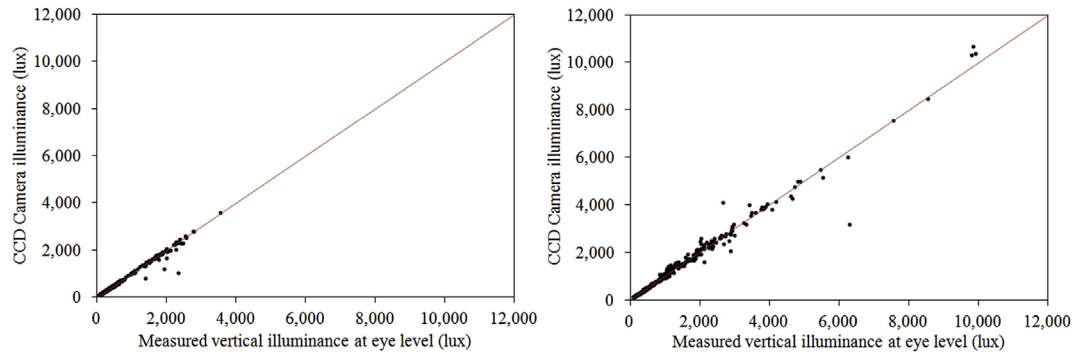 12,000
10,000
8,000
6,000
4,000
2,000
0
CCD Camera illuminance (lux)
0 2,000 4,000 6,000 8,000 10,000 12,000
Measured vertical illuminance at eye level (lux)
12,000
10,000
8,000
6,000
4,000
2,000
0
CCD Camera illuminance (lux)
0 2,000 4,000 6,000 8,000 10,000 12,000
Measured vertical illuminance at eye level (lux)